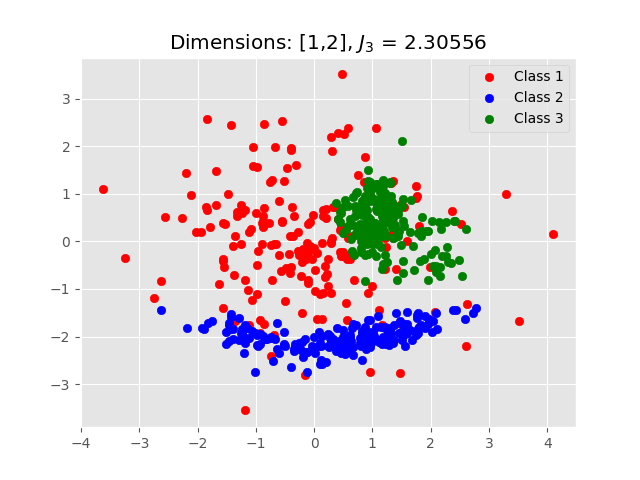 Dimensions: [1,2], J₃ = 2.30556
Class 1
Class 2
Class 3
3
2
1
0
−1
−2
−3
−4 −3 −2 −1 0 1 2 3 4